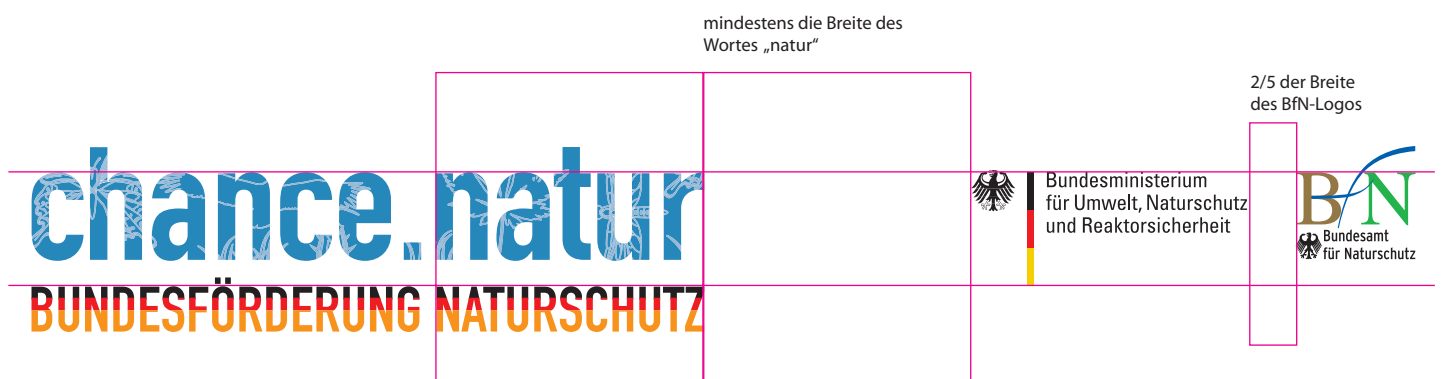 mindestens die Breite des
Wortes „natur“
2/5 der Breite
des BfN-Logos
chance.natur
BUNDESFÖRDERUNG NATURSCHUTZ
Bundesministerium
für Umwelt, Naturschutz
und Reaktorsicherheit
BfN
Bundesamt
für Naturschutz